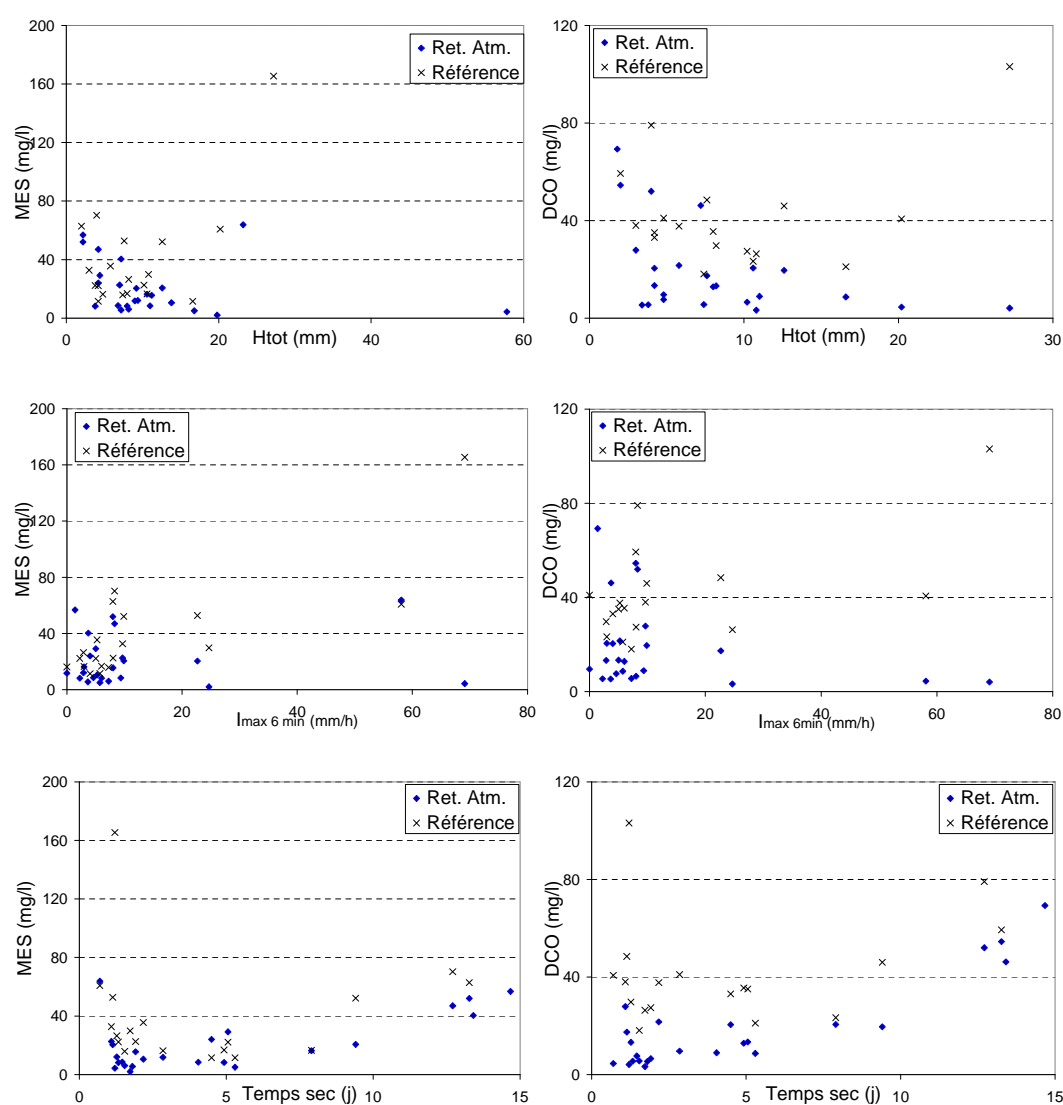 200
160
120
80
40
0
MES (mg/l)
Ret. Atm.
Référence
0 20 40 60
Htot (mm)
120
80
40
0
DCO (mg/l)
Ret. Atm.
Référence
0 10 20 30
Htot (mm)
200
160
120
80
40
0
MES (mg/l)
Ret. Atm.
Référence
0 20 40 60 80
Imax 6 min (mm/h)
120
80
40
0
DCO (mg/l)
Ret. Atm.
Référence
0 20 40 60 80
Imax 6min (mm/h)
200
160
120
80
40
0
MES (mg/l)
Ret. Atm.
Référence
0 5 10 15
Temps sec (j)
120
80
40
0
DCO (mg/l)
Ret. Atm.
Référence
0 5 10 15
Temps sec (j)